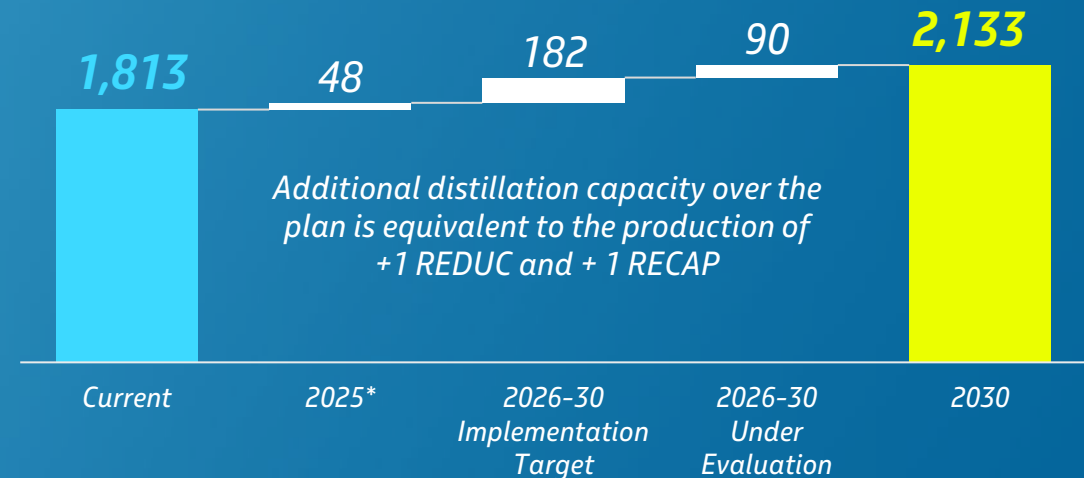 1,813
48
182
90
2,133
Additional distillation capacity over the
plan is equivalent to the production of
+1 REDUC and + 1 RECAP
Current
2025*
2026-30
Implementation
Target
2026-30
Under
Evaluation
2030